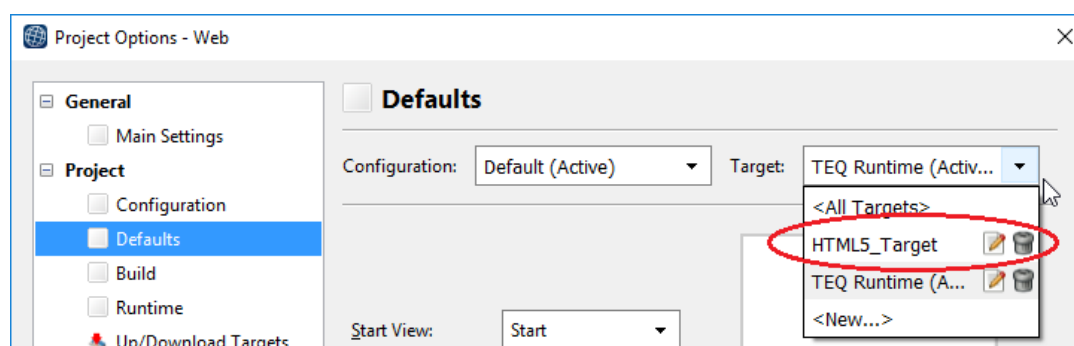 Project Options - Web
General
Main Settings
Project
Configuration
Defaults
Build
Runtime
Up/Download Targets
Defaults
Configuration: Default (Active) Target: TEQ Runtime (Activ...
<All Targets>
HTML5_Target
TEQ Runtime (A...
<New...>
Start View: Start